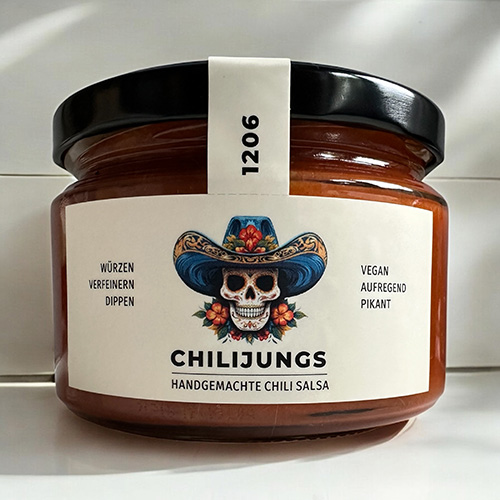 1206
WÜRZEN
VERFEINERN
DIPPEN
VEGAN
AUFREGEND
PIKANT
CHILIJUNGS
HANDGEMACHTE CHILI SALSA